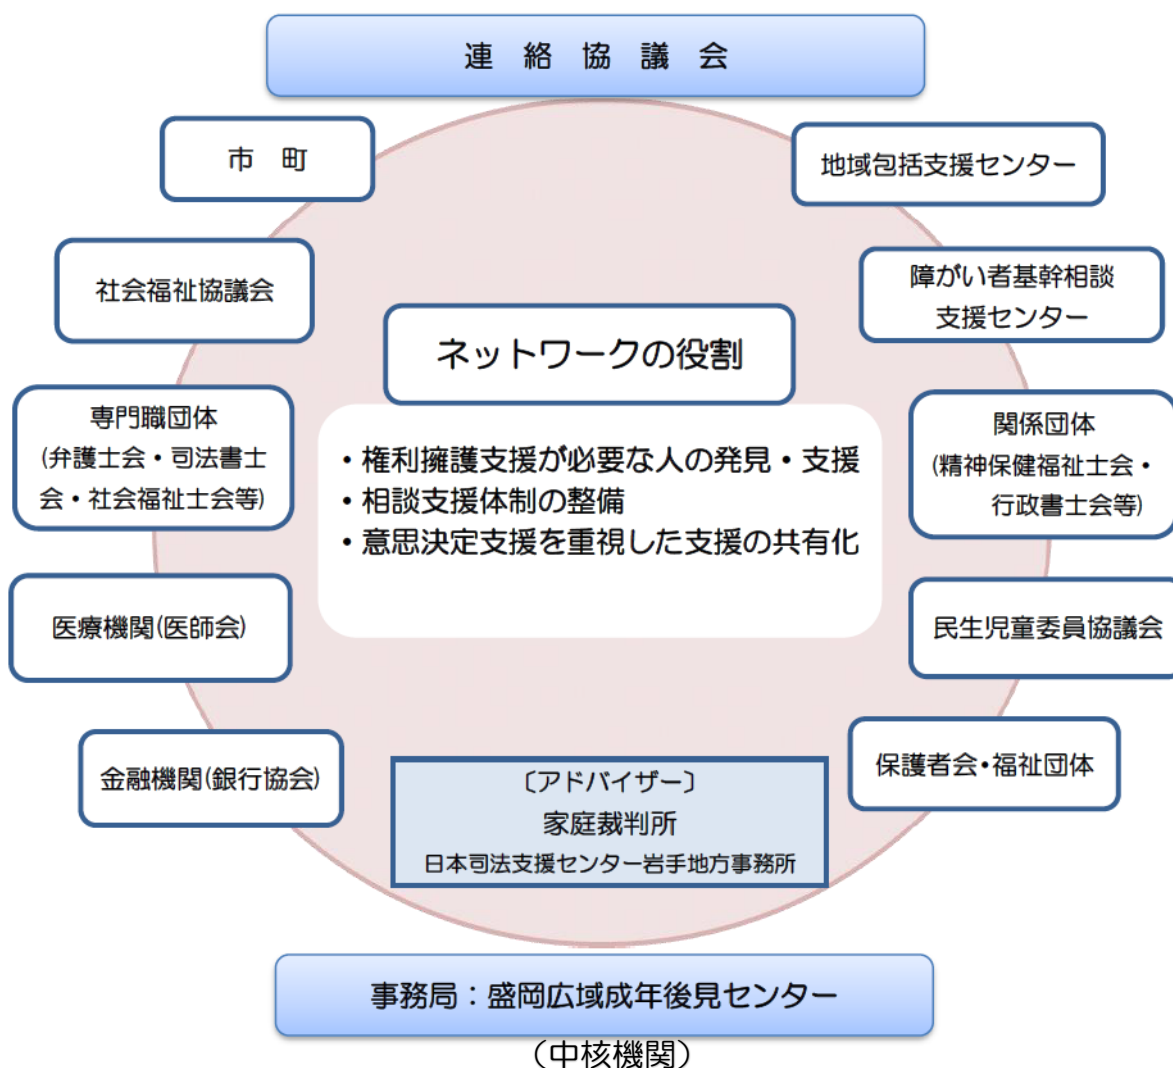 連絡協議会
市町
地域包括支援センター
社会福祉協議会
障がい者基幹相談
支援センター
ネットワークの役割
・権利擁護支援が必要な人の発見・支援
・相談支援体制の整備
・意思決定支援を重視した支援の共有化
専門職団体
(弁護士会・司法書士
会・社会福祉士会等)
関係団体
(精神保健福祉士会・
行政書士会等)
医療機関(医師会)
民生児童委員協議会
金融機関(銀行協会)
保護者会・福祉団体
〔アドバイザー〕
家庭裁判所
日本司法支援センター岩手地方事務所
事務局：盛岡広域成年後見センター
（中核機関）